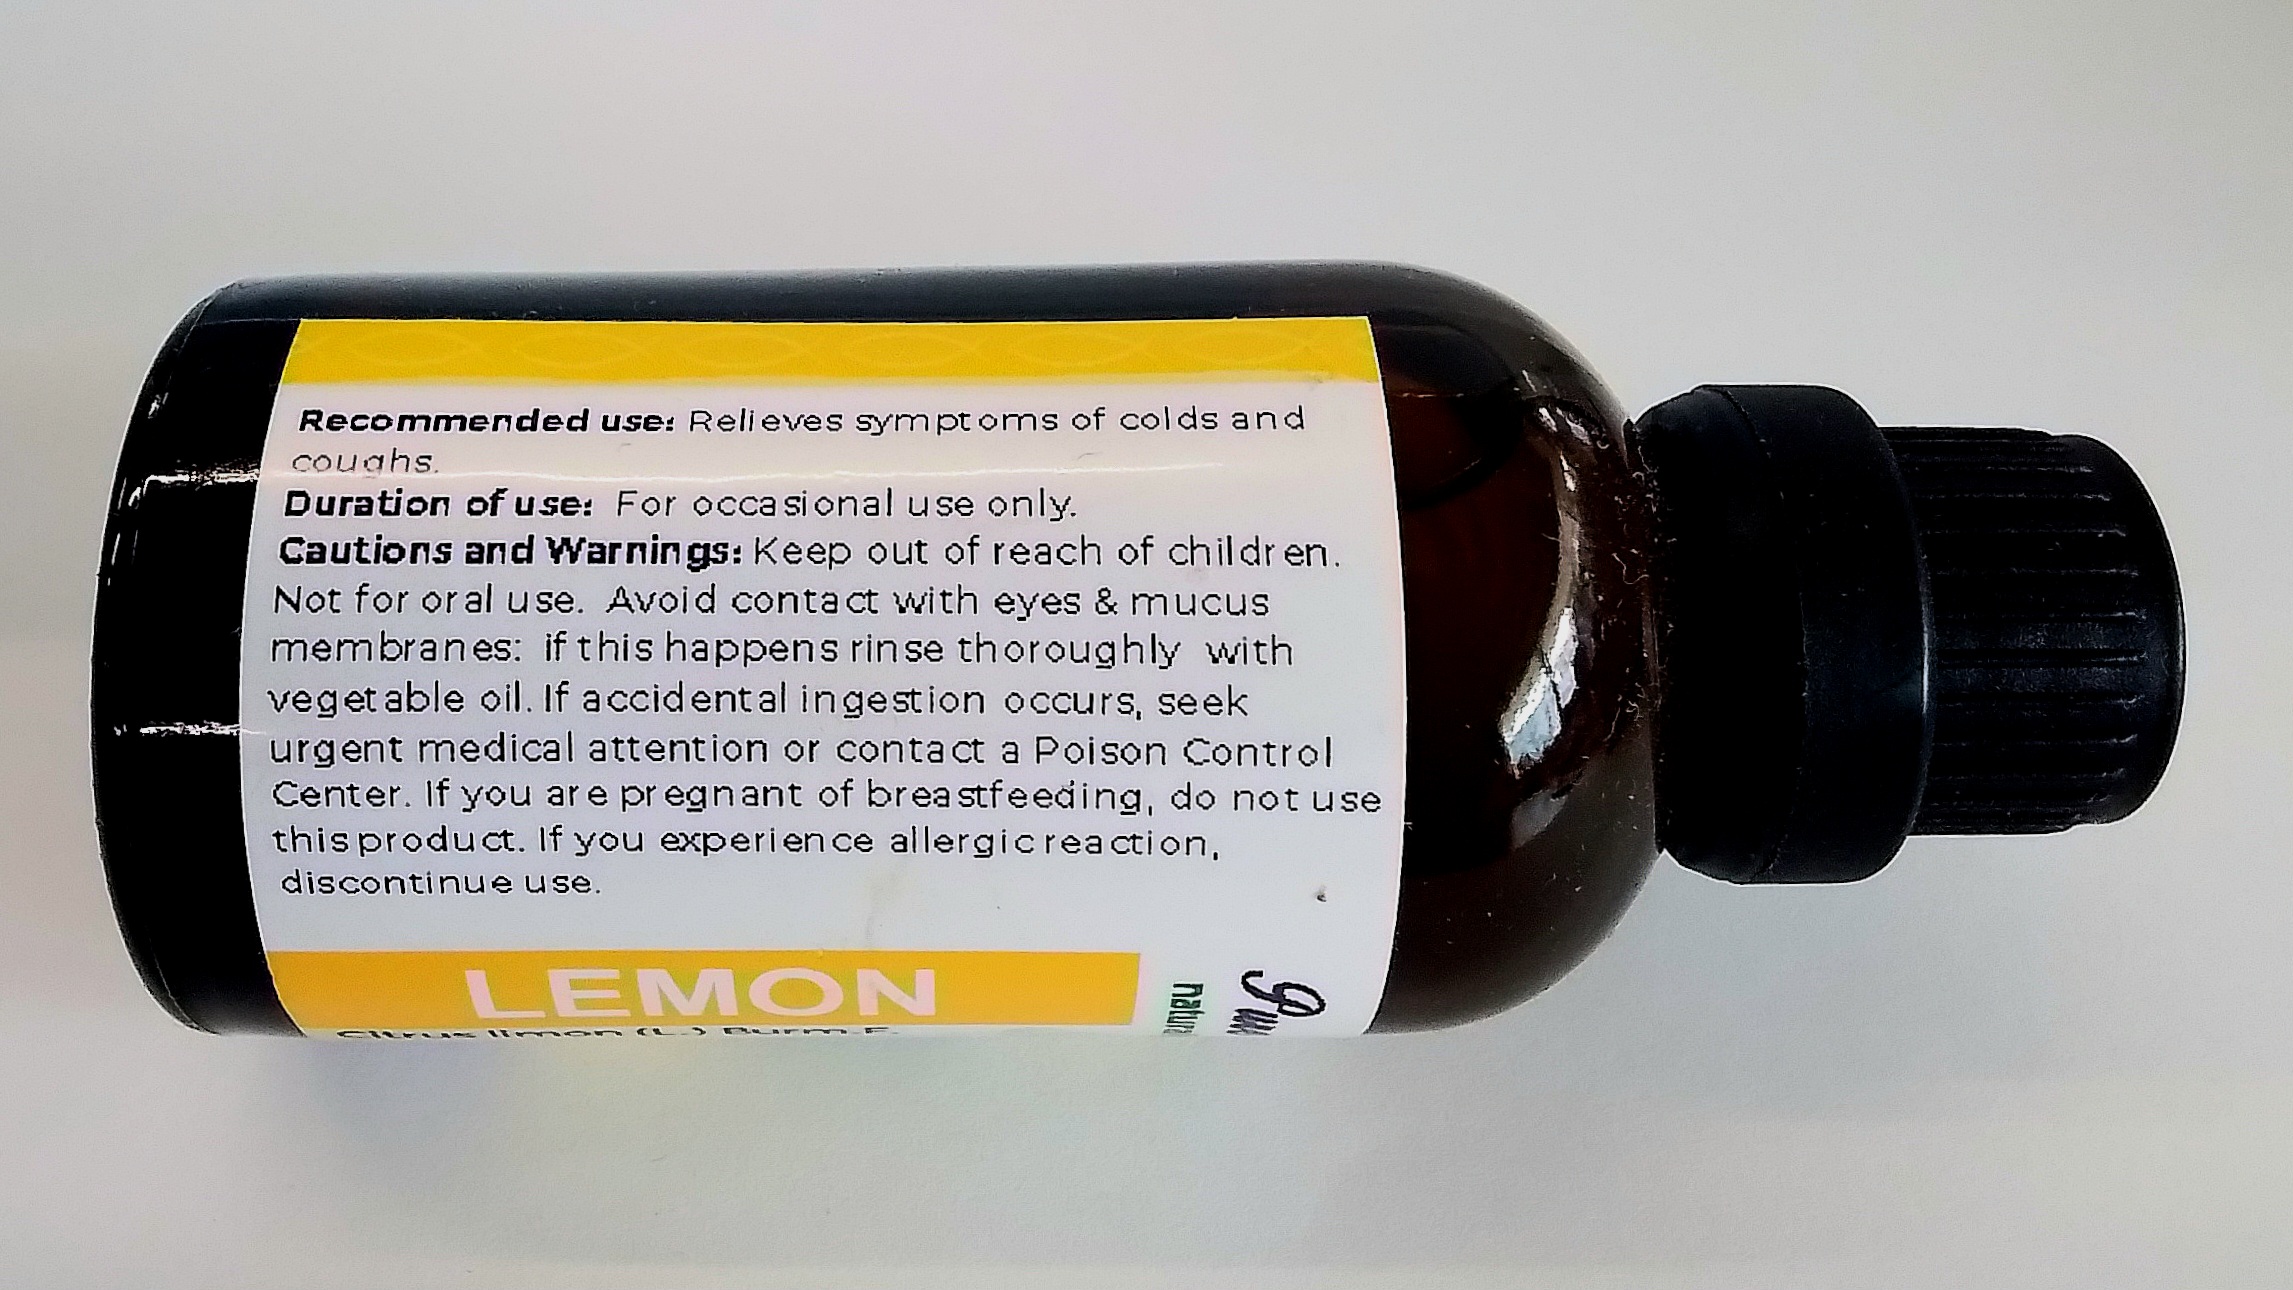 Recommended use: Relieves symptoms of colds and
coughs.
Duration of use: For occasional use only.
Cautions and Warnings: Keep out of reach of children.
Not for oral use. Avoid contact with eyes & mucus
membranes: if this happens rinse thoroughly with
vegetable oil. If accidental ingestion occurs, seek
urgent medical attention or contact a Poison Control
Center. If you are pregnant of breastfeeding, do not use
this product. If you experience allergic reaction,
discontinue use.
LEMON
Citrus limon (L.) Burm.F.